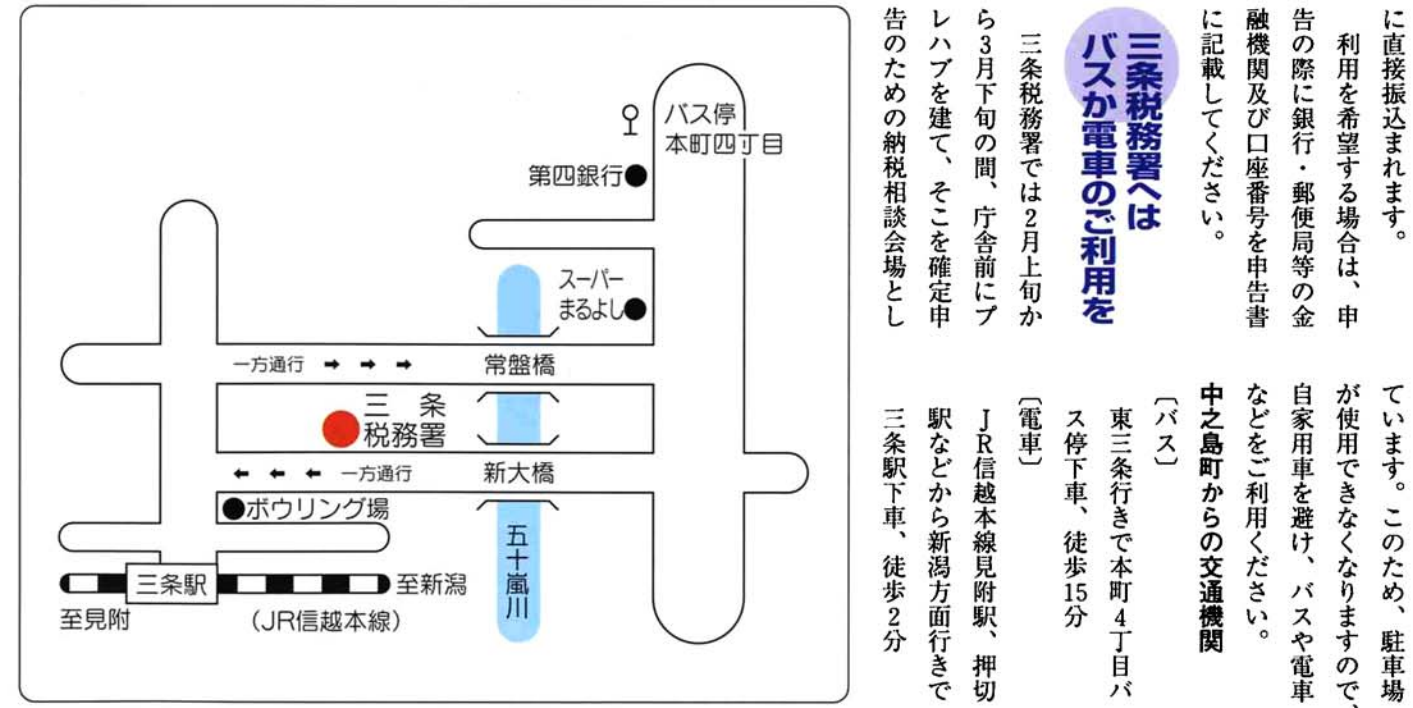 に直接振込まれます。
利用を希望する場合は、申
告の際に銀行・郵便局等の金
融機関及び口座番号を申告書
に記載してください。
三条税務署へは
バスか電車のご利用を
三条税務署では2月上旬か
ら3月下旬の間、庁舎前にプ
レハブを建て、そこを確定申
告のための納税相談会場とし
ています。このため、駐車場
が使用できなくなりますので、
自家用車を避け、バスや電車
などをご利用ください。
中之島町からの交通機関
〔バス〕
東三条行きで本町4丁目バ
ス停下車、徒歩15分
〔電車〕
JR信越本線見附駅、押切
駅などから新潟方面行きで
三条駅下車、徒歩2分
バス停
本町四丁目
第四銀行
スーパー
まるよし
一方通行 → → →
常盤橋
三 条
税務署
← ← ← 一方通行
新大橋
ボウリング場
五十嵐川
三条駅
至新潟
至見附
(JR信越本線)